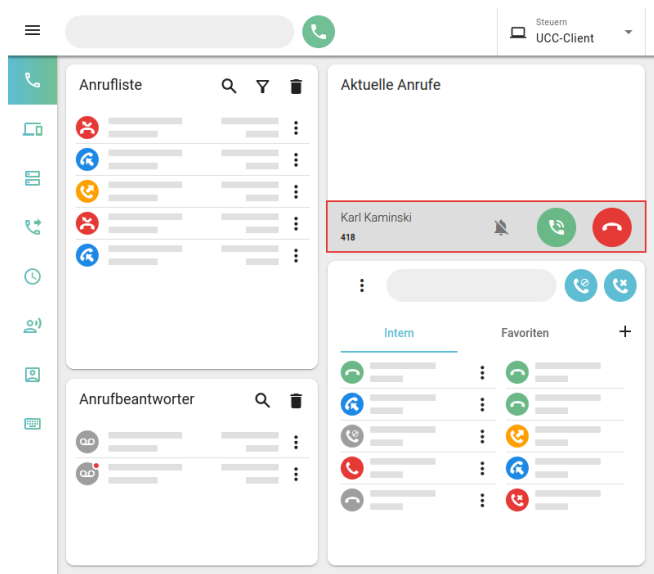 Steuern
UCC-Client
Anrufliste
Aktuelle Anrufe
Karl Kaminski
418
Intern
Favoriten
Anrufbeantworter